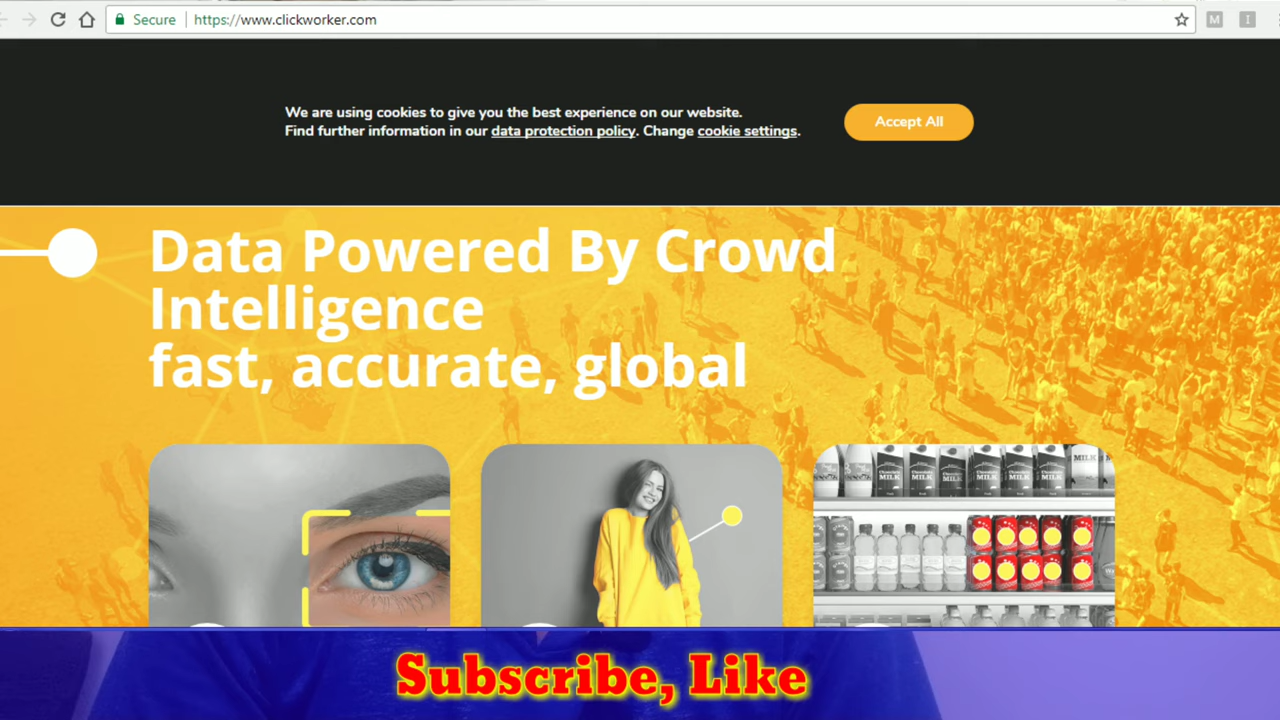 Secure
https://www.clickworker.com
M
I
We are using cookies to give you the best experience on our website.
Find further information in our data protection policy. Change cookie settings.
Accept All
Data Powered By Crowd
Intelligence
fast, accurate, global
MILK
MILK
MILK
MILK
MILK
MILK
Subscribe, Like